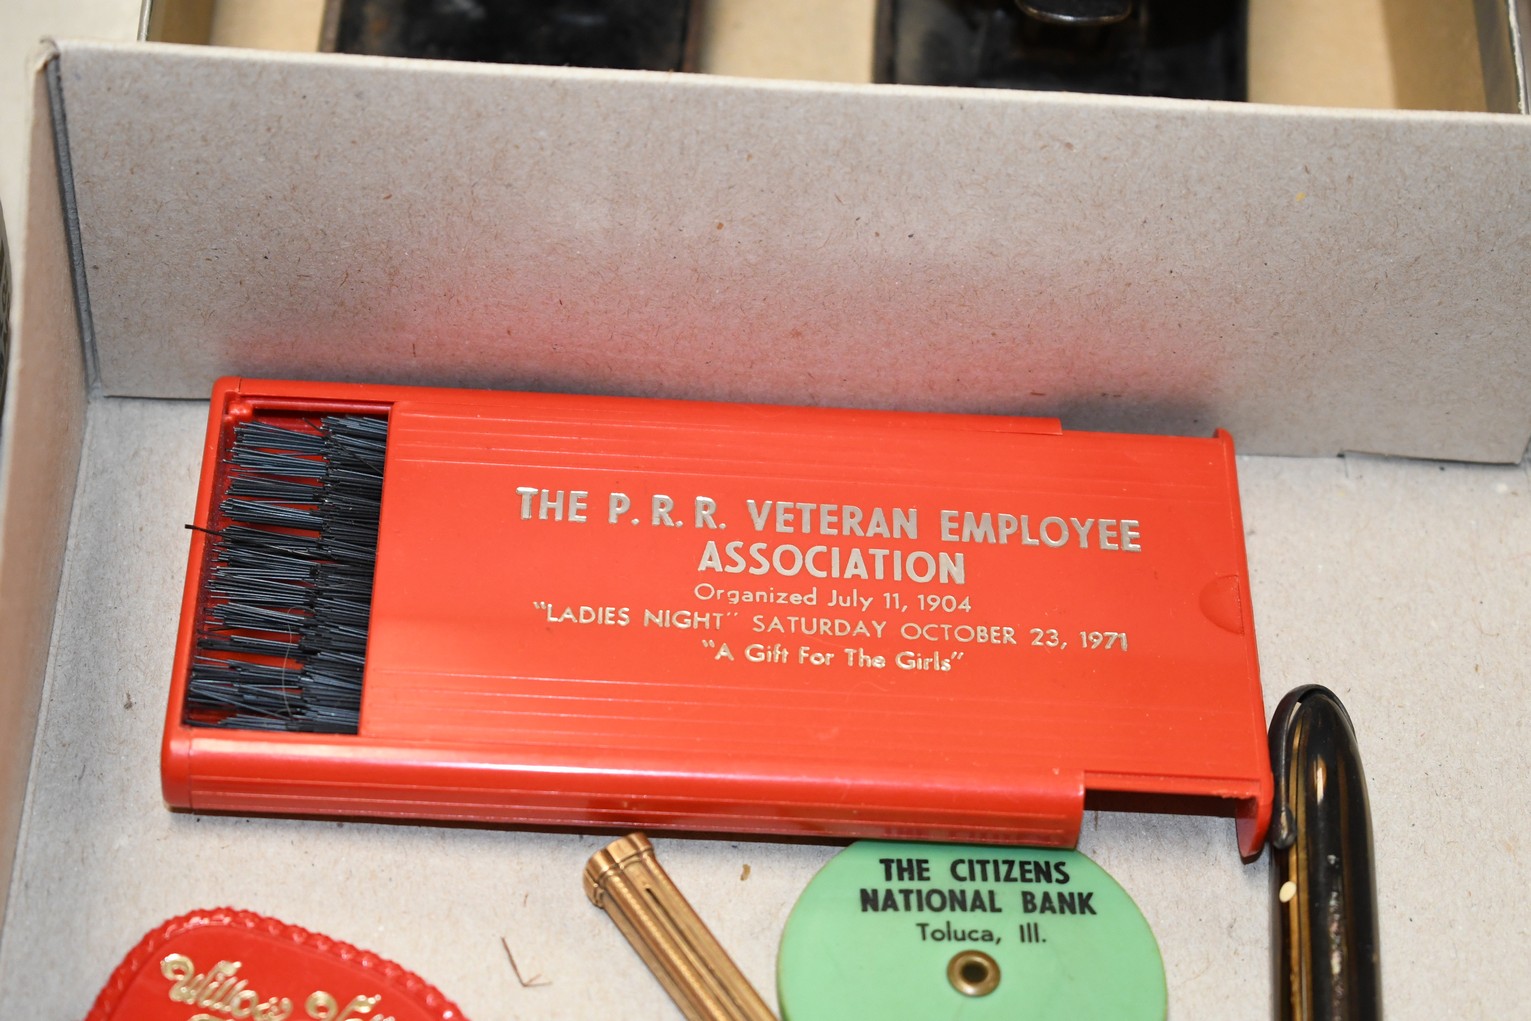 THE P.R.R. VETERAN EMPLOYEE
ASSOCIATION
Organized July 11, 1904
"LADIES NIGHT" SATURDAY OCTOBER 23, 1971
"A Gift For The Girls"
THE CITIZENS
NATIONAL BANK
Toluca, Ill.
Willow